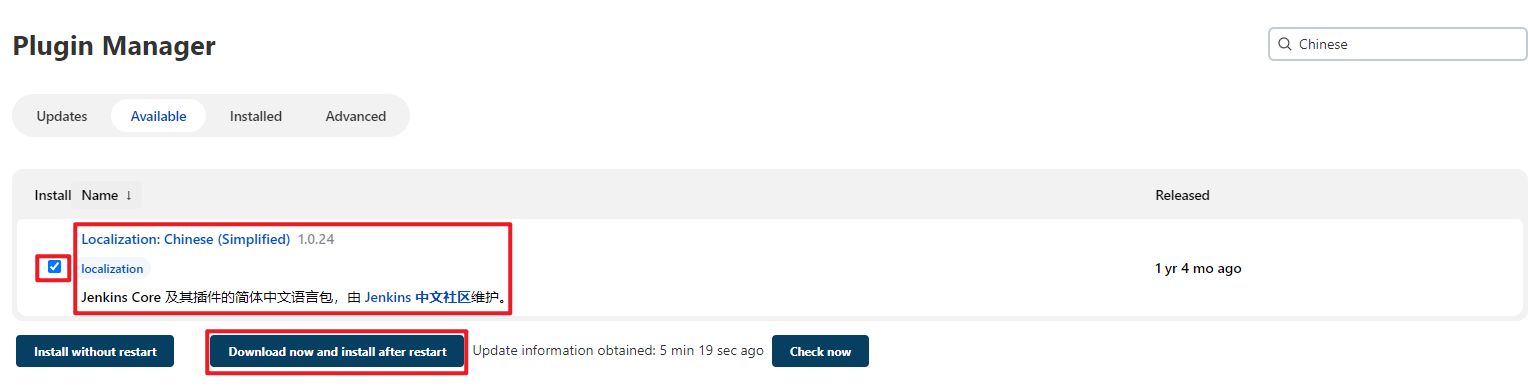 Plugin Manager
Chinese
Updates Available Installed Advanced
Install Name ↓ Released
Localization: Chinese (Simplified) 1.0.24
localization
1 yr 4 mo ago
Jenkins Core 及其插件的简体中文语言包，由 Jenkins 中文社区维护。
Install without restart Download now and install after restart Update information obtained: 5 min 19 sec ago Check now